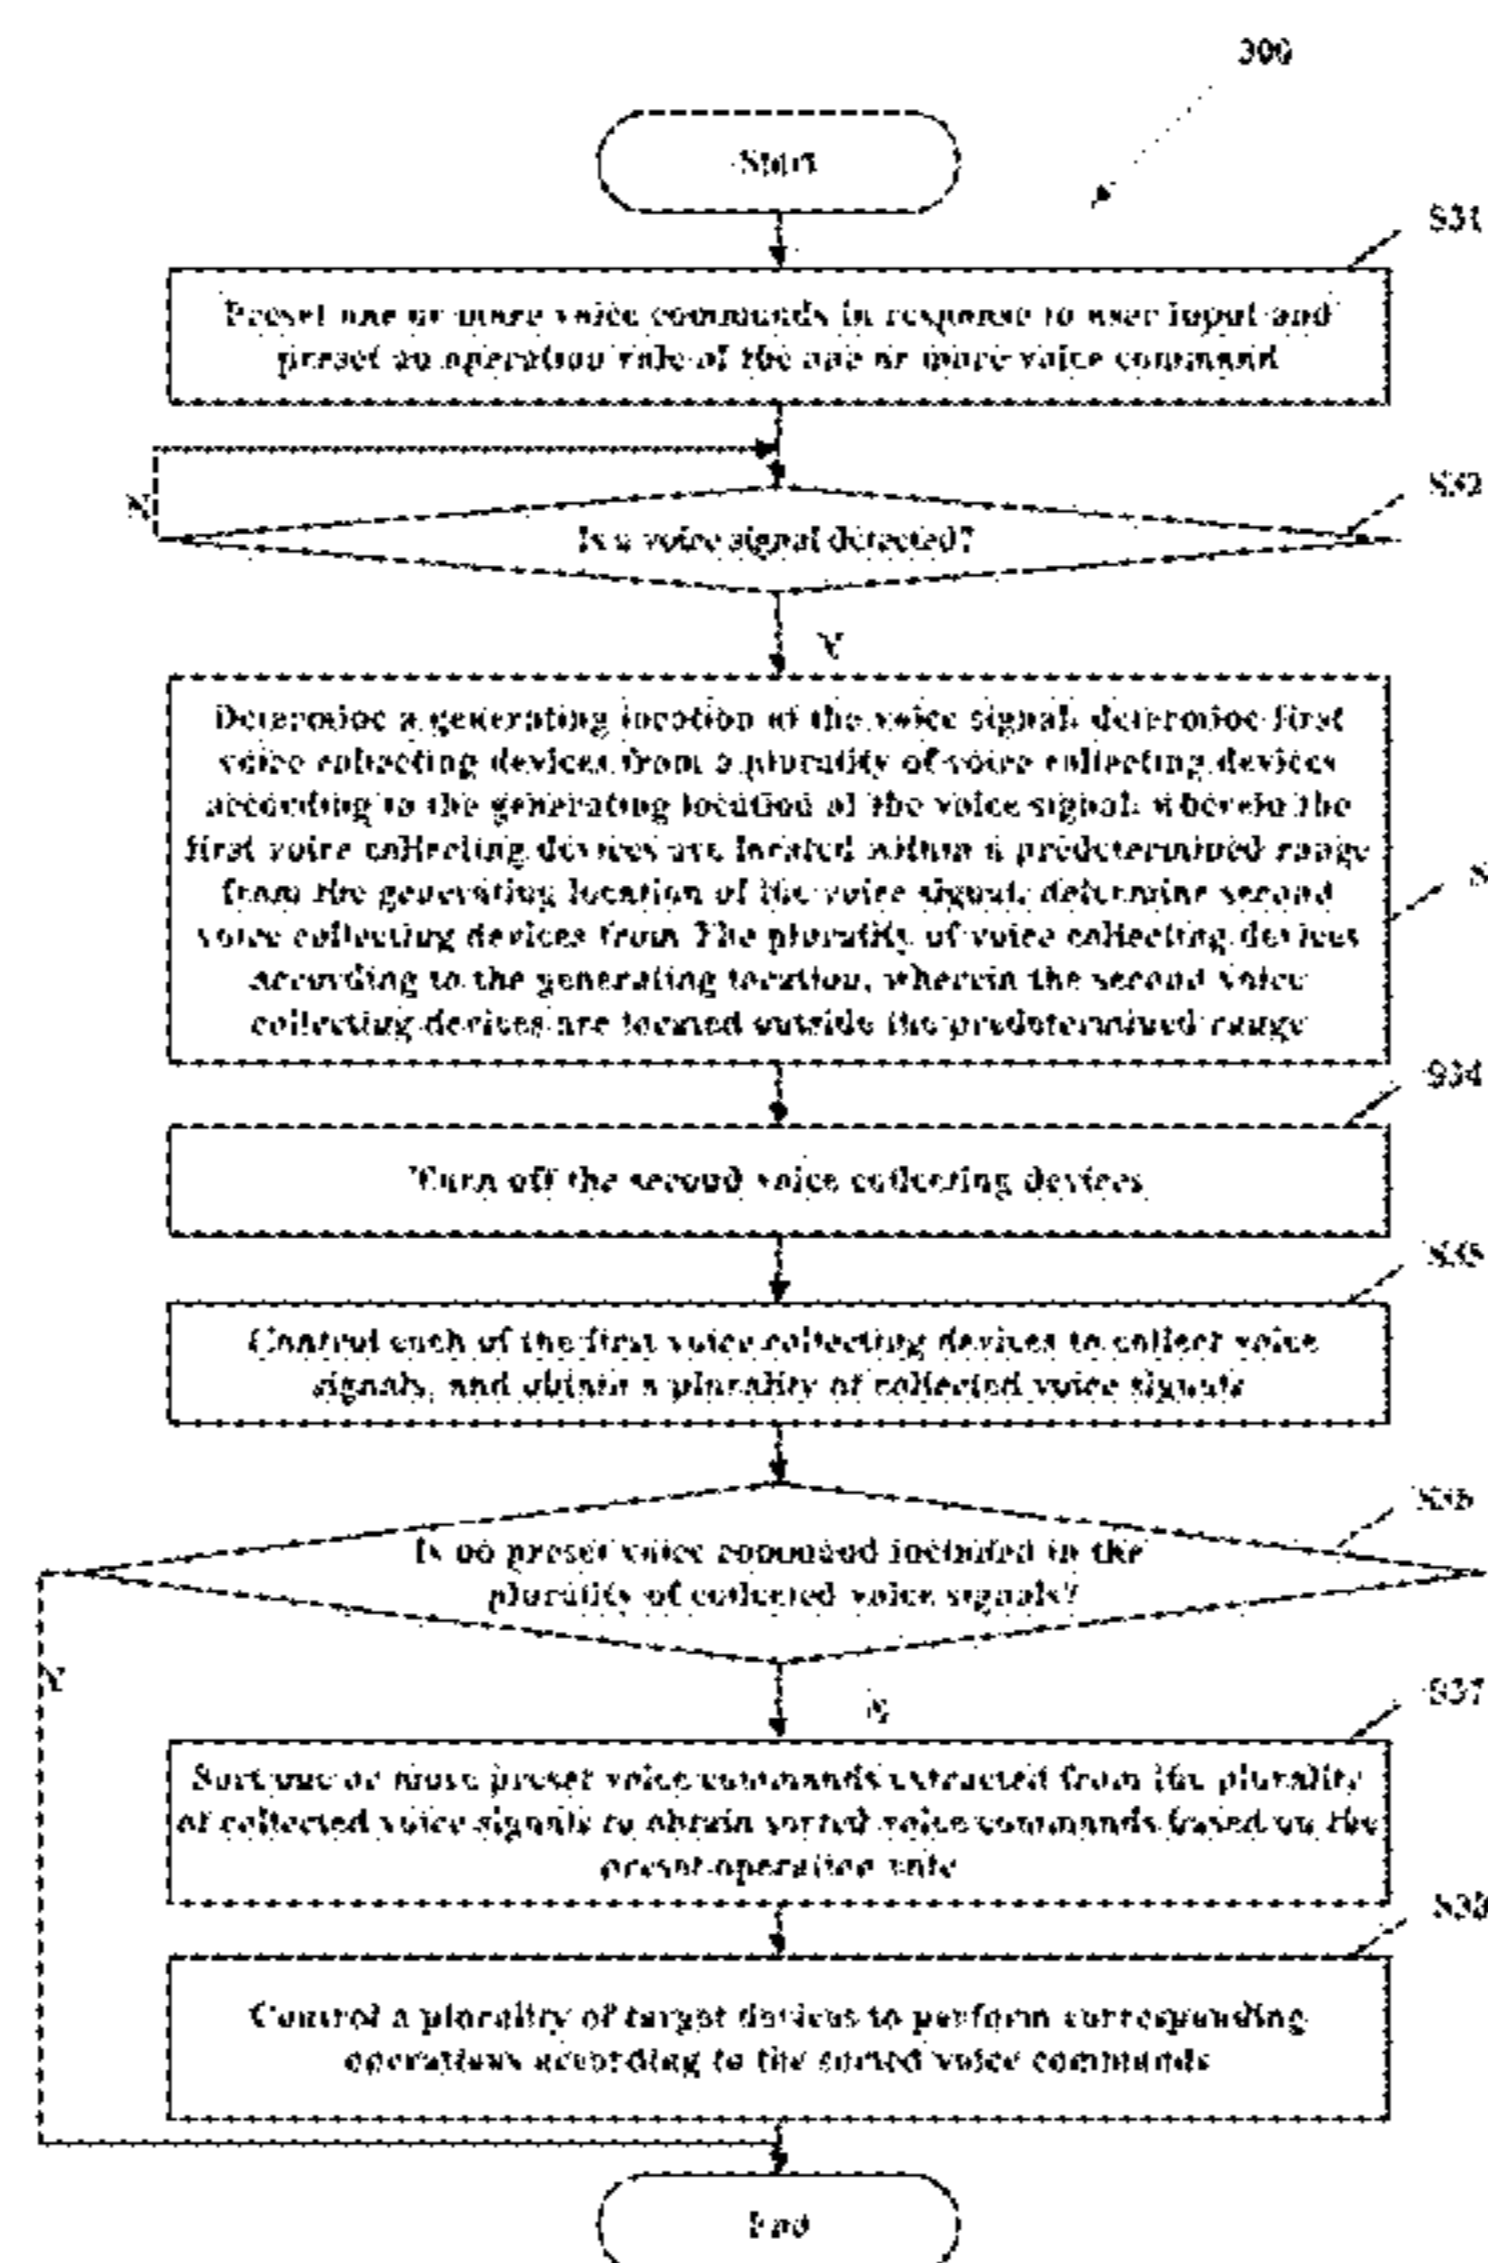 300
Start
S31
Preset one or more voice commands in response to user input and
preset an operation rule of the one or more voice command
N
S32
Is a voice signal detected?
Y
Determine a generating location of the voice signal, determine first
voice collecting devices from a plurality of voice collecting devices
according to the generating location of the voice signal, wherein the
first voice collecting devices are located within a predetermined range
from the generating location of the voice signal, determine second
voice collecting devices from The plurality of voice collecting devices
according to the generating location, wherein the second voice
collecting devices are located outside the predetermined range
S
S34
Turn off the second voice collecting devices
S35
Control each of the first voice collecting devices to collect voice
signals, and obtain a plurality of collected voice signals
S36
Is no preset voice command included in the
plurality of collected voice signals?
Y
N
S37
Sort one or more preset voice commands extracted from the plurality
of collected voice signals to obtain sorted voice commands based on the
preset operation rule
S38
Control a plurality of target devices to perform corresponding
operations according to the sorted voice commands
End